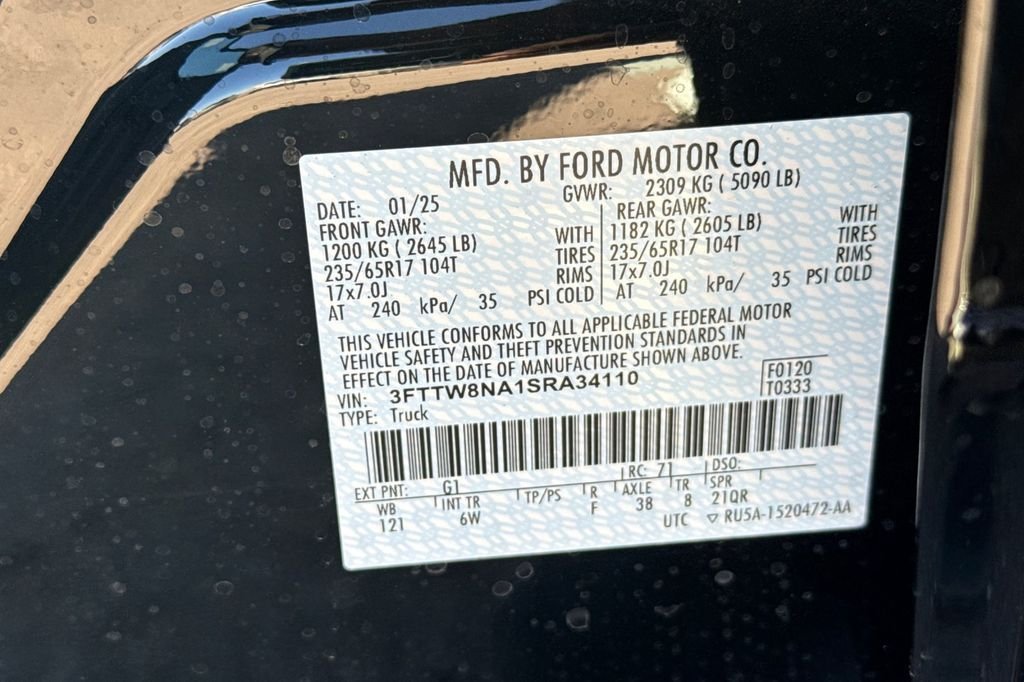 MFD. BY FORD MOTOR CO.
DATE: 01/25 GVWR: 2309 KG ( 5090 LB)
FRONT GAWR: REAR GAWR:
1200 KG ( 2645 LB) WITH 1182 KG ( 2605 LB) WITH
235/65R17 104T TIRES 235/65R17 104T TIRES
17x7.0J RIMS 17x7.0J RIMS
AT 240 kPa/ 35 PSI COLD AT 240 kPa/ 35 PSI COLD
THIS VEHICLE CONFORMS TO ALL APPLICABLE FEDERAL MOTOR
VEHICLE SAFETY AND THEFT PREVENTION STANDARDS IN
EFFECT ON THE DATE OF MANUFACTURE SHOWN ABOVE.
VIN: 3FTTW8NA1SRA34110 F0120
TYPE: Truck T0333
EXT PNT: G1 RC: 71 DSO:
WB INT TR TP/PS R AXLE TR SPR
121 6W F 38 8 21QR
UTC ▽ RU5A-1520472-AA